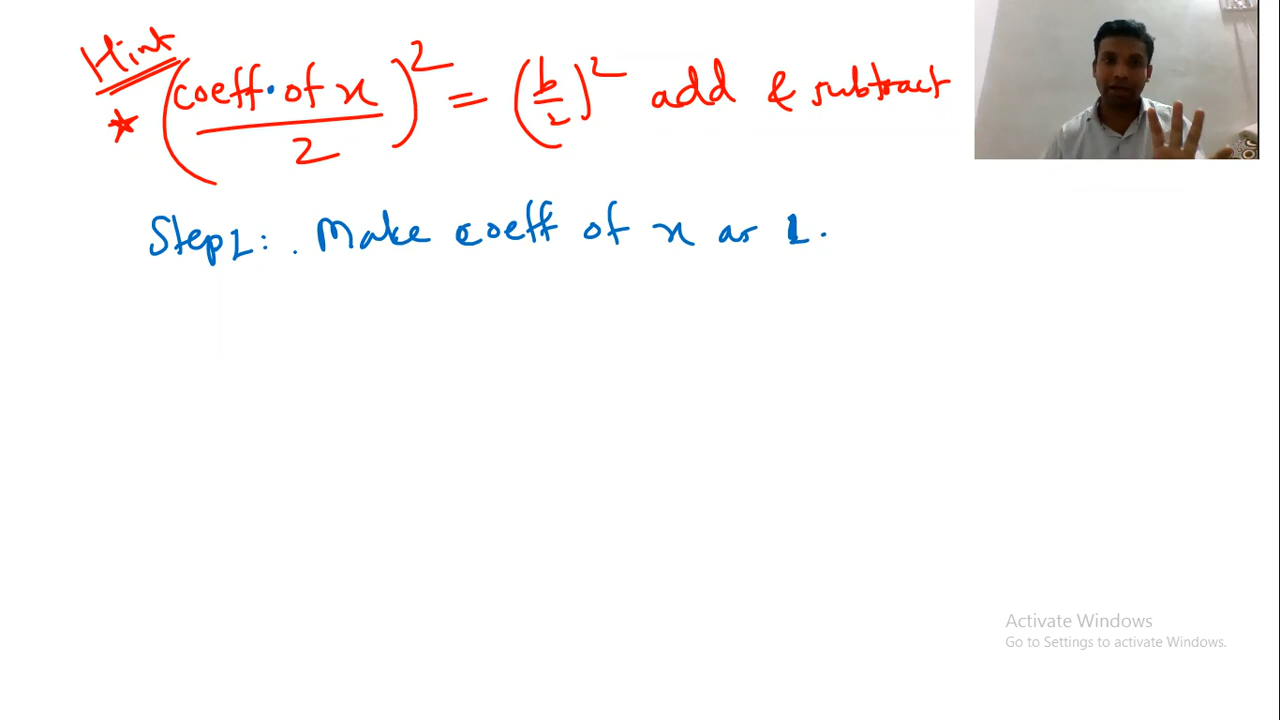 Hint
* (coeff. of x / 2)² = (b/2)² add & subtract
Step 1: . Make coeff of x as 1.
Activate Windows
Go to Settings to activate Windows.